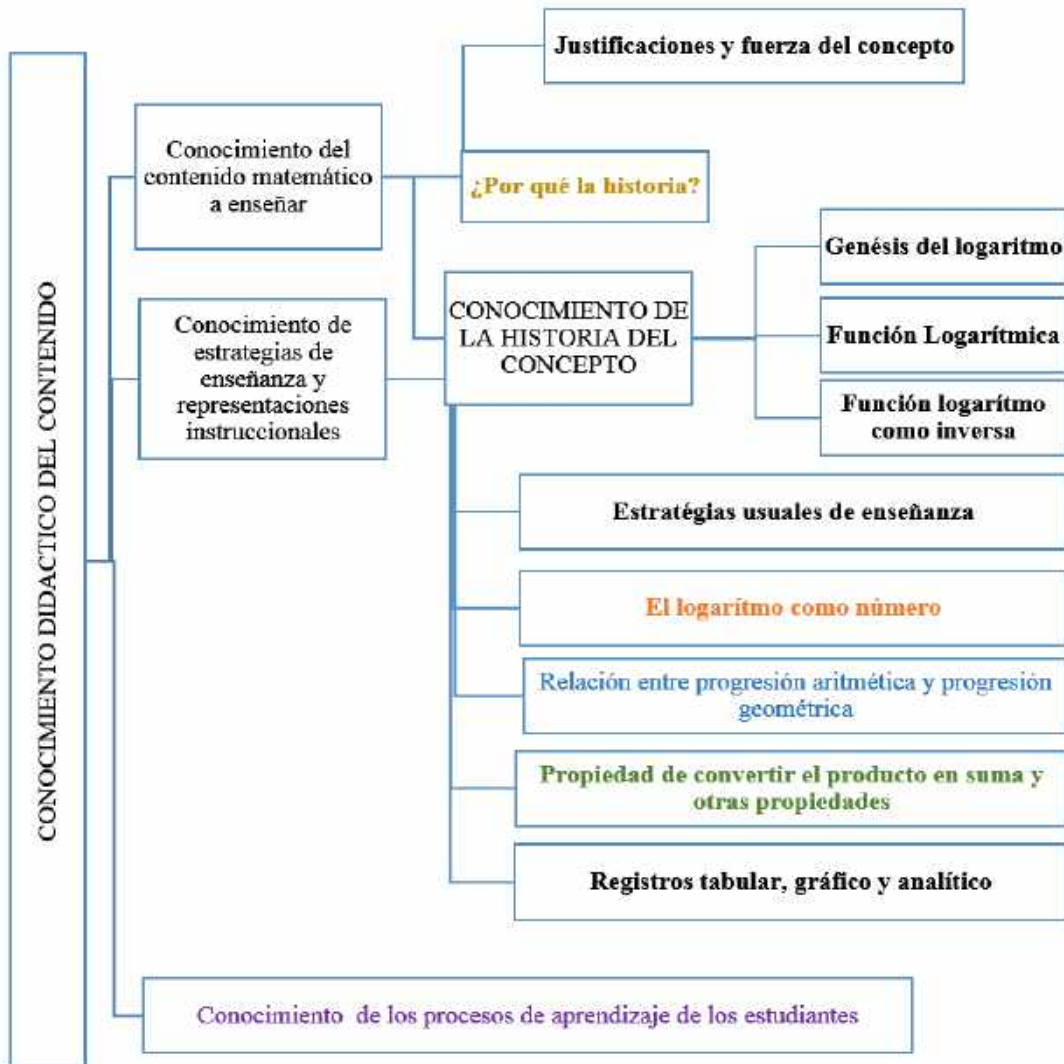 CONOCIMIENTO DIDACTICO DEL CONTENIDO
Conocimiento del
contenido matemático
a enseñar
Justificaciones y fuerza del concepto
¿Por qué la historia?
CONOCIMIENTO DE
LA HISTORIA DEL
CONCEPTO
Genésis del logaritmo
Función Logarítmica
Función logarítmo
como inversa
Conocimiento de
estrategias de
enseñanza y
representaciones
instruccionales
Estratégias usuales de enseñanza
El logarítmo como número
Relación entre progresión aritmética y progresión
geométrica
Propiedad de convertir el producto en suma y
otras propiedades
Registros tabular, gráfico y analítico
Conocimiento de los procesos de aprendizaje de los estudiantes